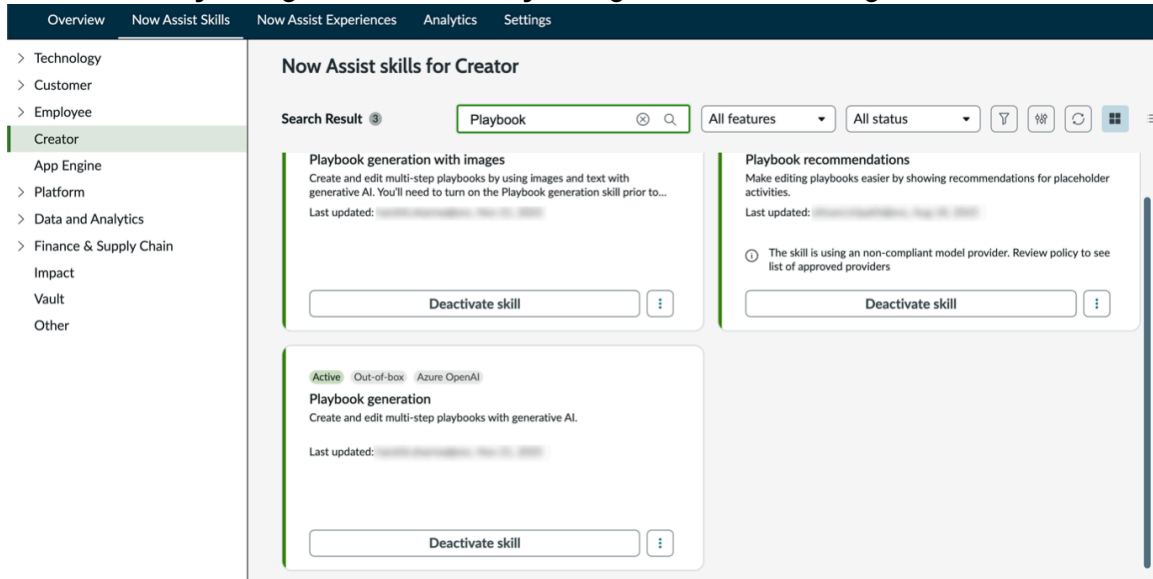 Overview Now Assist Skills Now Assist Experiences Analytics Settings
Technology
Customer
Employee
Creator
App Engine
Platform
Data and Analytics
Finance & Supply Chain
Impact
Vault
Other
Now Assist skills for Creator
Search Result 3 Playbook All features All status
Playbook generation with images
Create and edit multi-step playbooks by using images and text with
generative AI. You'll need to turn on the Playbook generation skill prior to...
Last updated:
Deactivate skill
Playbook recommendations
Make editing playbooks easier by showing recommendations for placeholder
activities.
Last updated:
The skill is using an non-compliant model provider. Review policy to see
list of approved providers
Deactivate skill
Active Out-of-box Azure OpenAI
Playbook generation
Create and edit multi-step playbooks with generative AI.
Last updated:
Deactivate skill